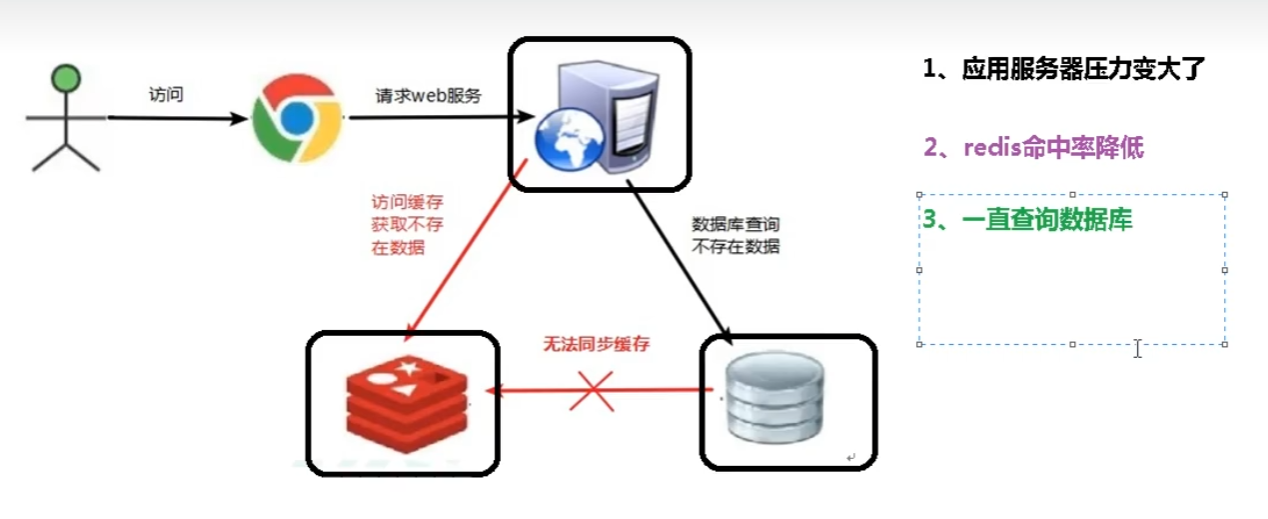 访问
请求web服务
访问缓存
获取不存
在数据
数据库查询
不存在数据
无法同步缓存
1、应用服务器压力变大了
2、redis命中率降低
3、一直查询数据库